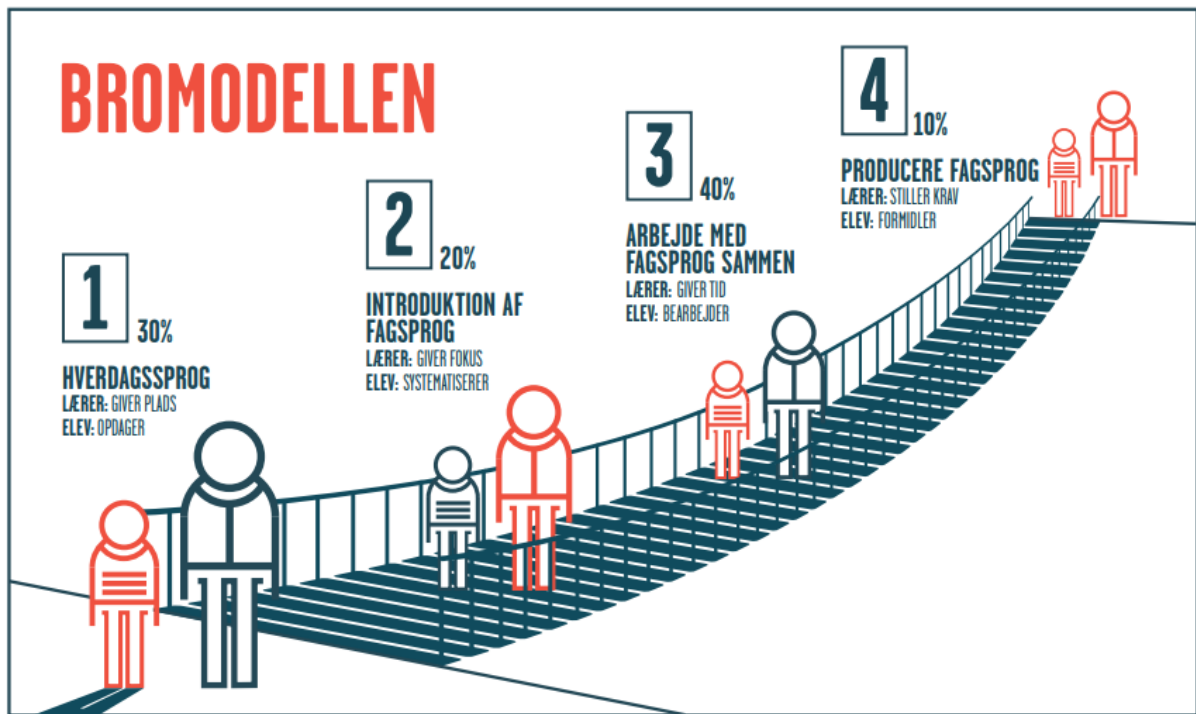 BROMODELLEN
1
30%
HVERDAGSSPROG
LÆRER: GIVER PLADS
ELEV: OPDAGER
2
20%
INTRODUKTION AF
FAGSPROG
LÆRER: GIVER FOKUS
ELEV: SYSTEMATISERER
3
40%
ARBEJDE MED
FAGSPROG SAMMEN
LÆRER: GIVER TID
ELEV: BEARBEJDER
4
10%
PRODUCERE FAGSPROG
LÆRER: STILLER KRAV
ELEV: FORMIDLER